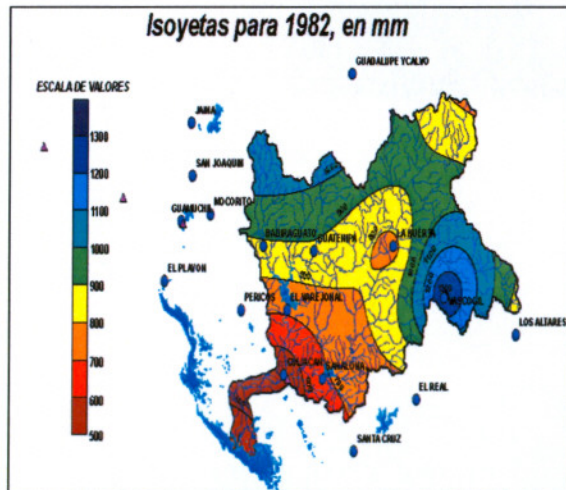 Isoyetas para 1982, en mm
GUADALUPE YCALVO
ESCALA DE VALORES
JAINA
1300
1200
SAN JOAQUIN
1100
MOCORITO
GUAMUCHIL
1000
BADIRAGUATO
GUATENIPA
LA HUERTA
900
EL PLAYON
800
PERICOS
EL VAREJONAL
LOS ALTARES
700
CULIACAN
SANALONA
600
EL REAL
500
SANTA CRUZ